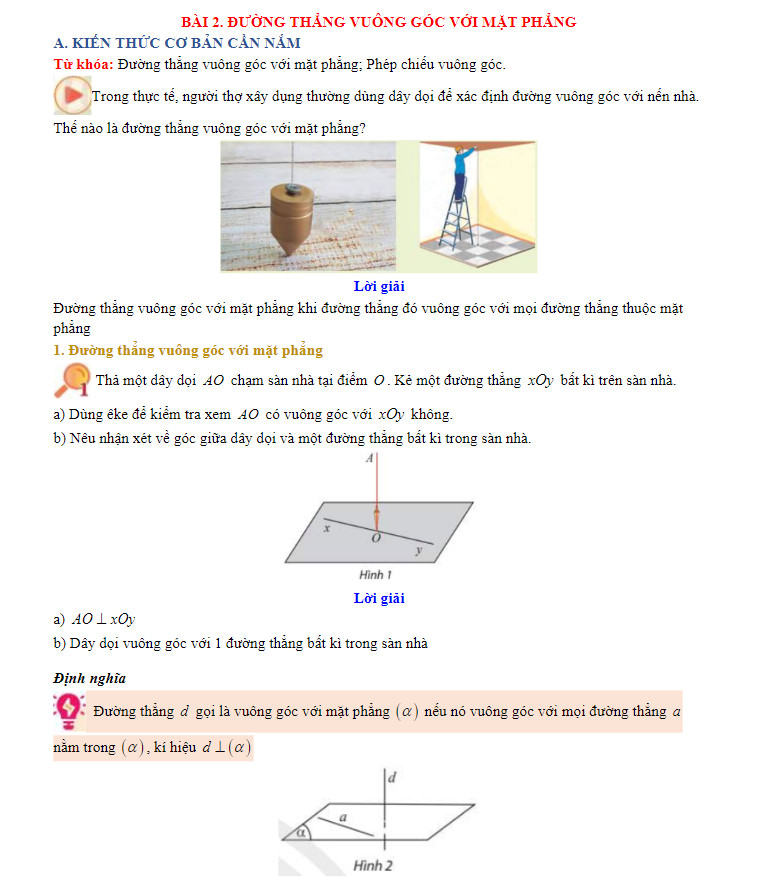 BÀI 2. ĐƯỜNG THẲNG VUÔNG GÓC VỚI MẶT PHẲNG
A. KIẾN THỨC CƠ BẢN CẦN NẮM
Từ khóa: Đường thẳng vuông góc với mặt phẳng; Phép chiếu vuông góc.
Trong thực tế, người thợ xây dụng thường dùng dây dọi để xác định đường vuông góc với nền nhà.
Thế nào là đường thẳng vuông góc với mặt phẳng?
Lời giải
Đường thẳng vuông góc với mặt phẳng khi đường thẳng đó vuông góc với mọi đường thẳng thuộc mặt
phẳng
1. Đường thẳng vuông góc với mặt phẳng
1 Thả một dây dọi AO chạm sàn nhà tại điểm O. Kẻ một đường thẳng xOy bất kì trên sàn nhà.
a) Dùng êke để kiểm tra xem AO có vuông góc với xOy không.
b) Nêu nhận xét về góc giữa dây dọi và một đường thẳng bất kì trong sàn nhà.
A
x
O
y
Hình 1
Lời giải
a) AO ⊥ xOy
b) Dây dọi vuông góc với 1 đường thẳng bất kì trong sàn nhà
Định nghĩa
Đường thẳng d gọi là vuông góc với mặt phẳng (α) nếu nó vuông góc với mọi đường thẳng a
nằm trong (α), kí hiệu d ⊥ (α)
d
a
α
Hình 2